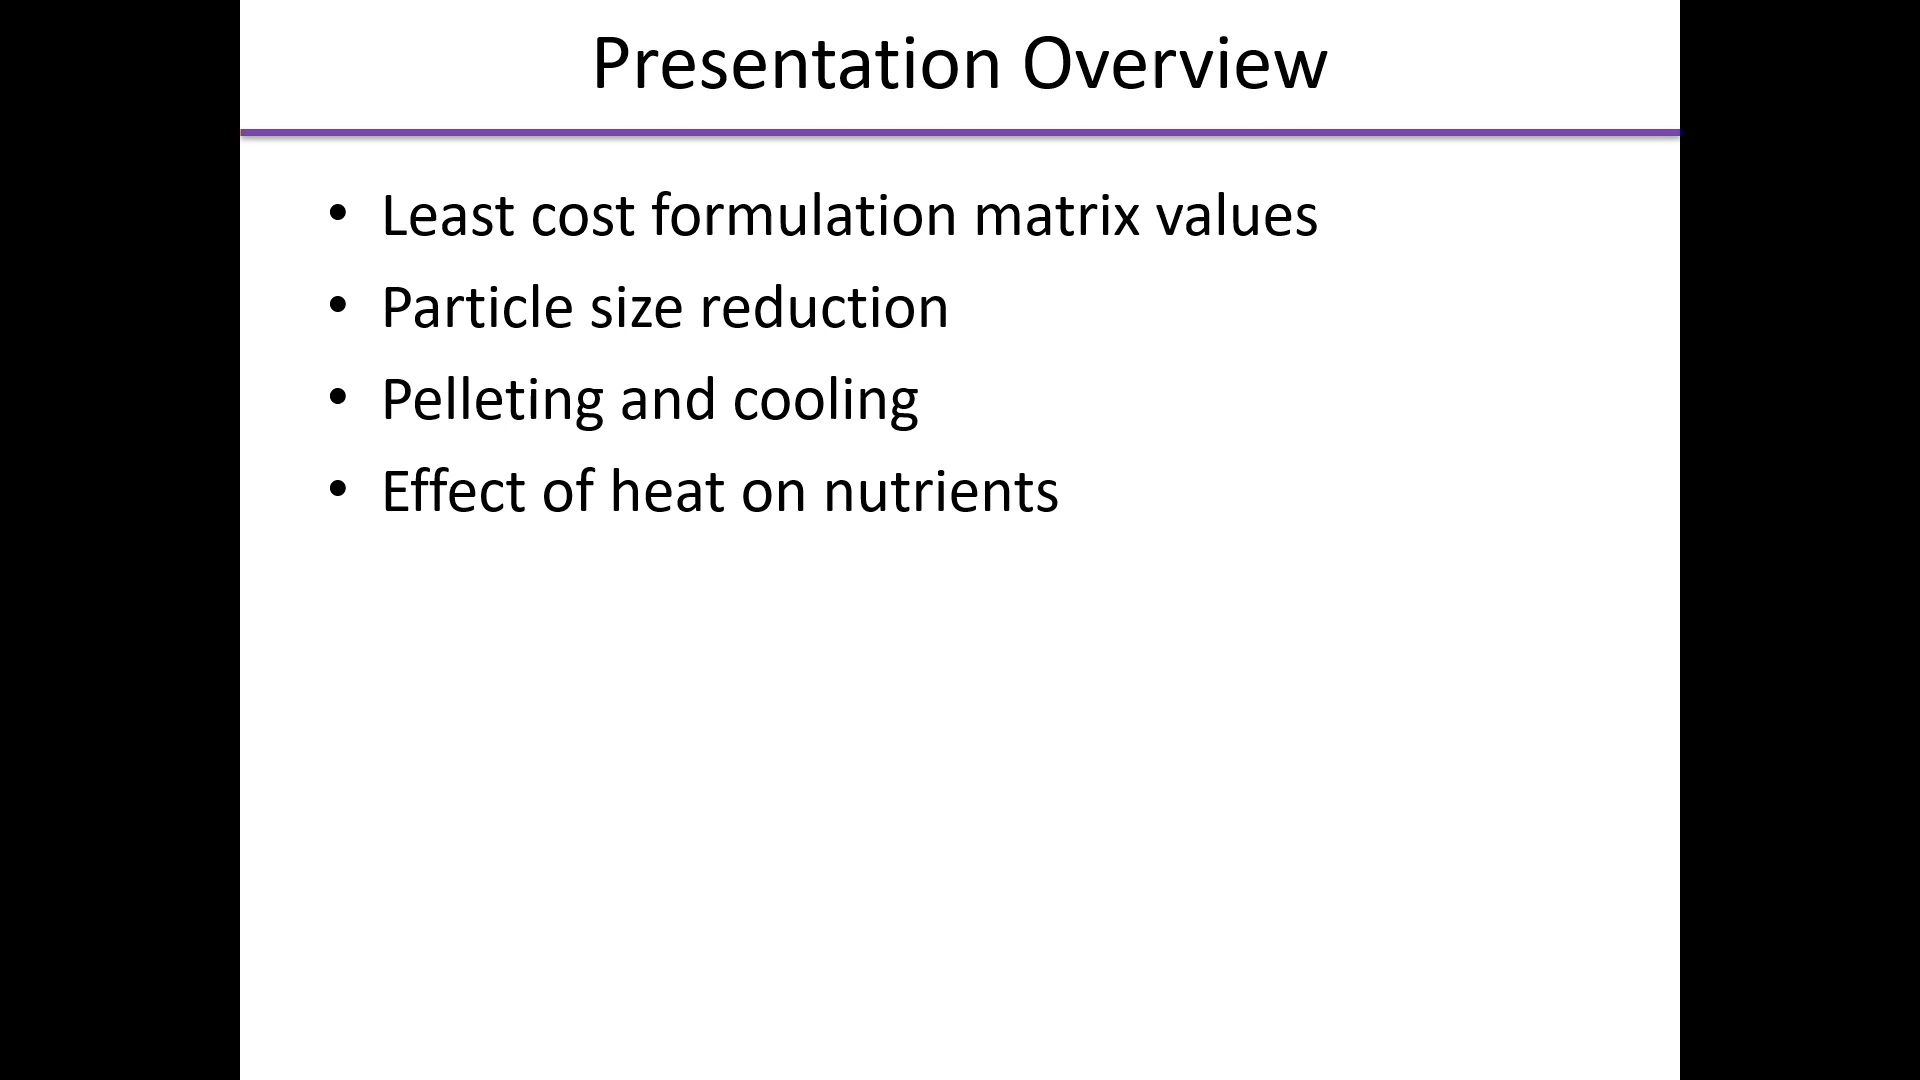 Presentation Overview
• Least cost formulation matrix values
• Particle size reduction
• Pelleting and cooling
• Effect of heat on nutrients